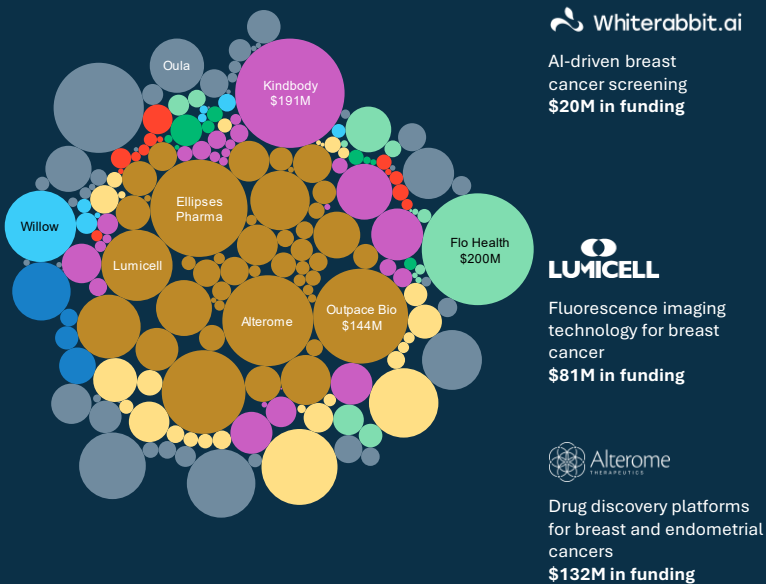 Oula
Kindbody
$191M
Ellipses
Pharma
Willow
Lumicell
Flo Health
$200M
Alterome
Outpace Bio
$144M
Whiterabbit.ai
AI-driven breast
cancer screening
$20M in funding
LUMICELL
Fluorescence imaging
technology for breast
cancer
$81M in funding
Alterome
THERAPEUTICS
Drug discovery platforms
for breast and endometrial
cancers
$132M in funding